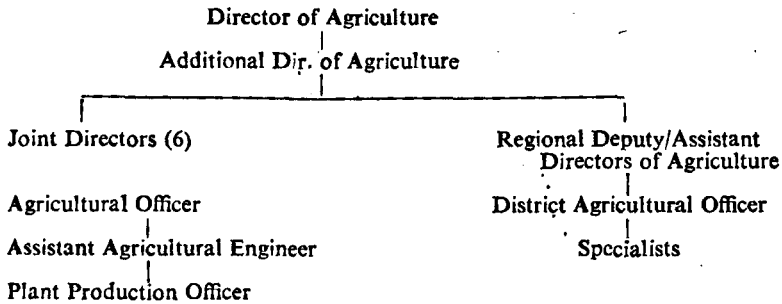 Director of Agriculture
Additional Dir. of Agriculture
Joint Directors (6)
Regional Deputy/Assistant
Directors of Agriculture
Agricultural Officer
District Agricultural Officer
Assistant Agricultural Engineer
Specialists
Plant Production Officer